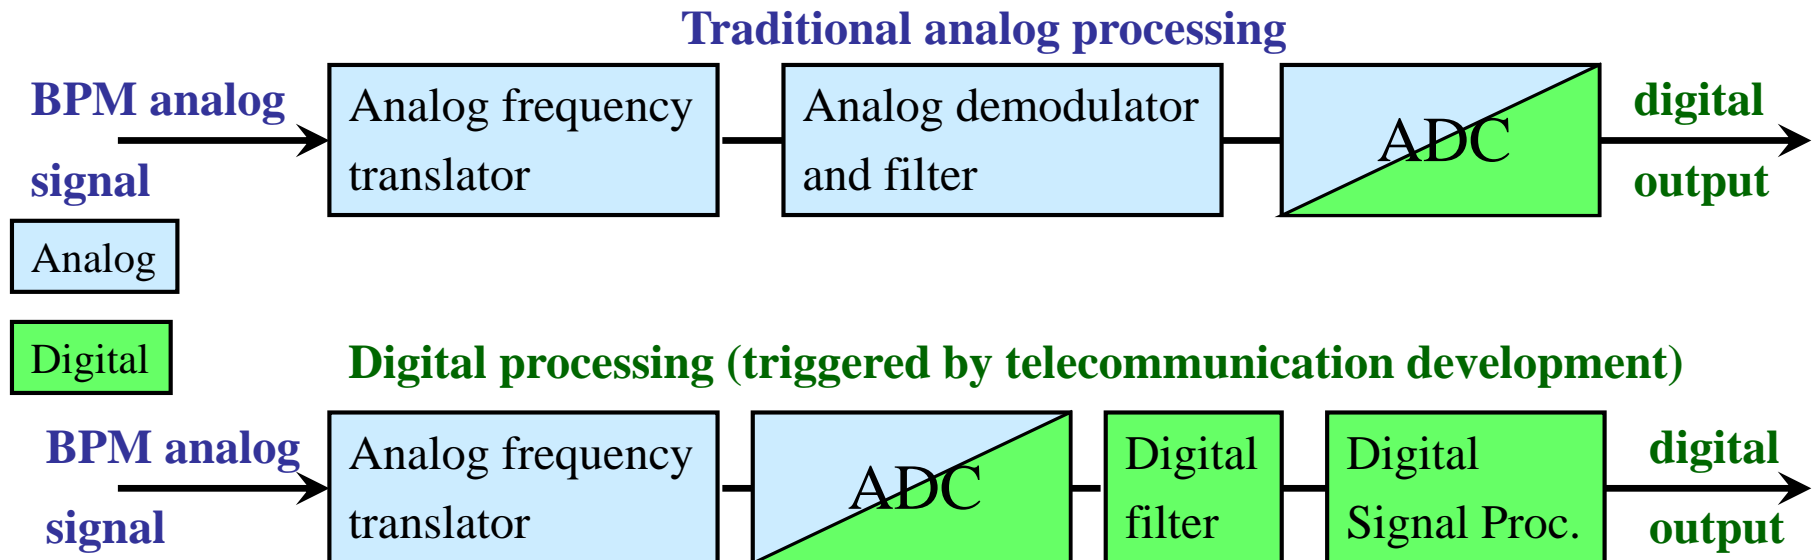 Traditional analog processing
BPM analog
signal
Analog frequency
translator
Analog demodulator
and filter
ADC
digital
output
Analog
Digital
Digital processing (triggered by telecommunication development)
BPM analog
signal
Analog frequency
translator
ADC
Digital
filter
Digital
Signal Proc.
digital
output